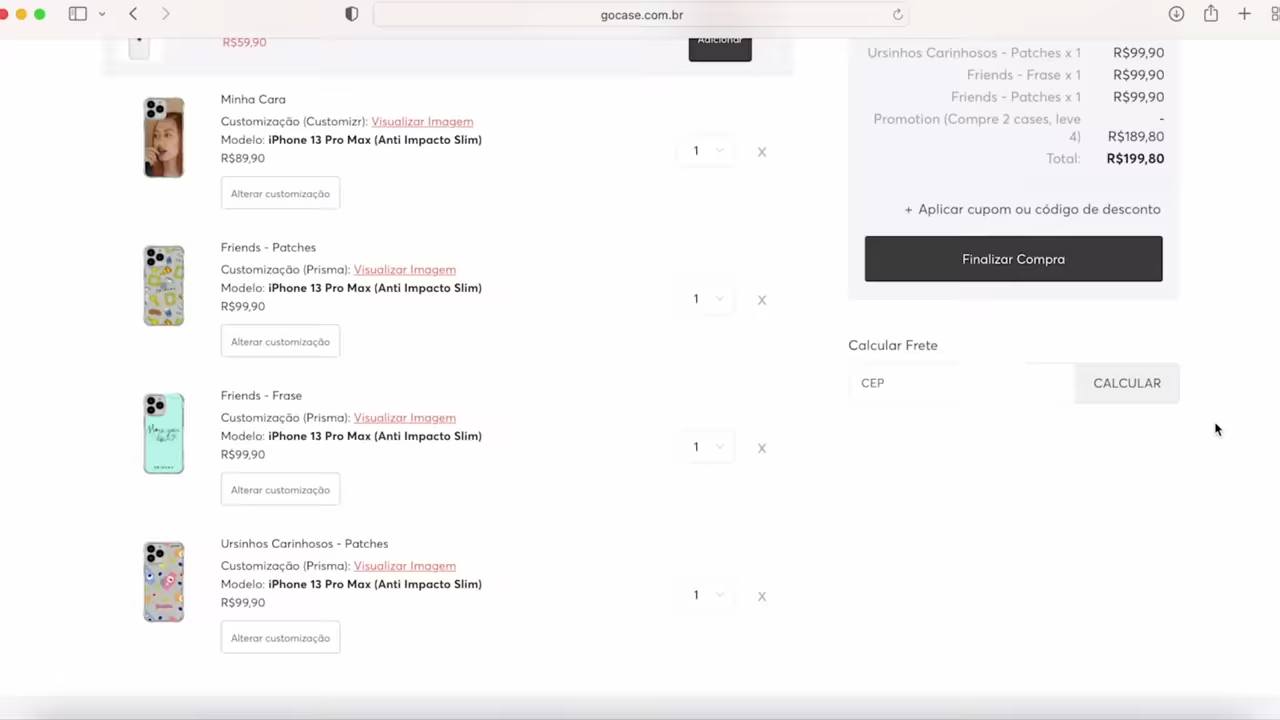 gocase.com.br
R$59,90
Adicionar
Minha Cara
Customização (Customizr): Visualizar Imagem
Modelo: iPhone 13 Pro Max (Anti Impacto Slim)
R$89,90
1
X
Alterar customização
Friends - Patches
Customização (Prisma): Visualizar Imagem
Modelo: iPhone 13 Pro Max (Anti Impacto Slim)
R$99,90
1
X
Alterar customização
Friends - Frase
Customização (Prisma): Visualizar Imagem
Modelo: iPhone 13 Pro Max (Anti Impacto Slim)
R$99,90
1
X
Alterar customização
Ursinhos Carinhosos - Patches
Customização (Prisma): Visualizar Imagem
Modelo: iPhone 13 Pro Max (Anti Impacto Slim)
R$99,90
1
X
Alterar customização
Ursinhos Carinhosos - Patches x 1 R$99,90
Friends - Frase x 1 R$99,90
Friends - Patches x 1 R$99,90
Promotion (Compre 2 cases, leve -
4) R$189,80
Total: R$199,80
+ Aplicar cupom ou código de desconto
Finalizar Compra
Calcular Frete
CEP
CALCULAR